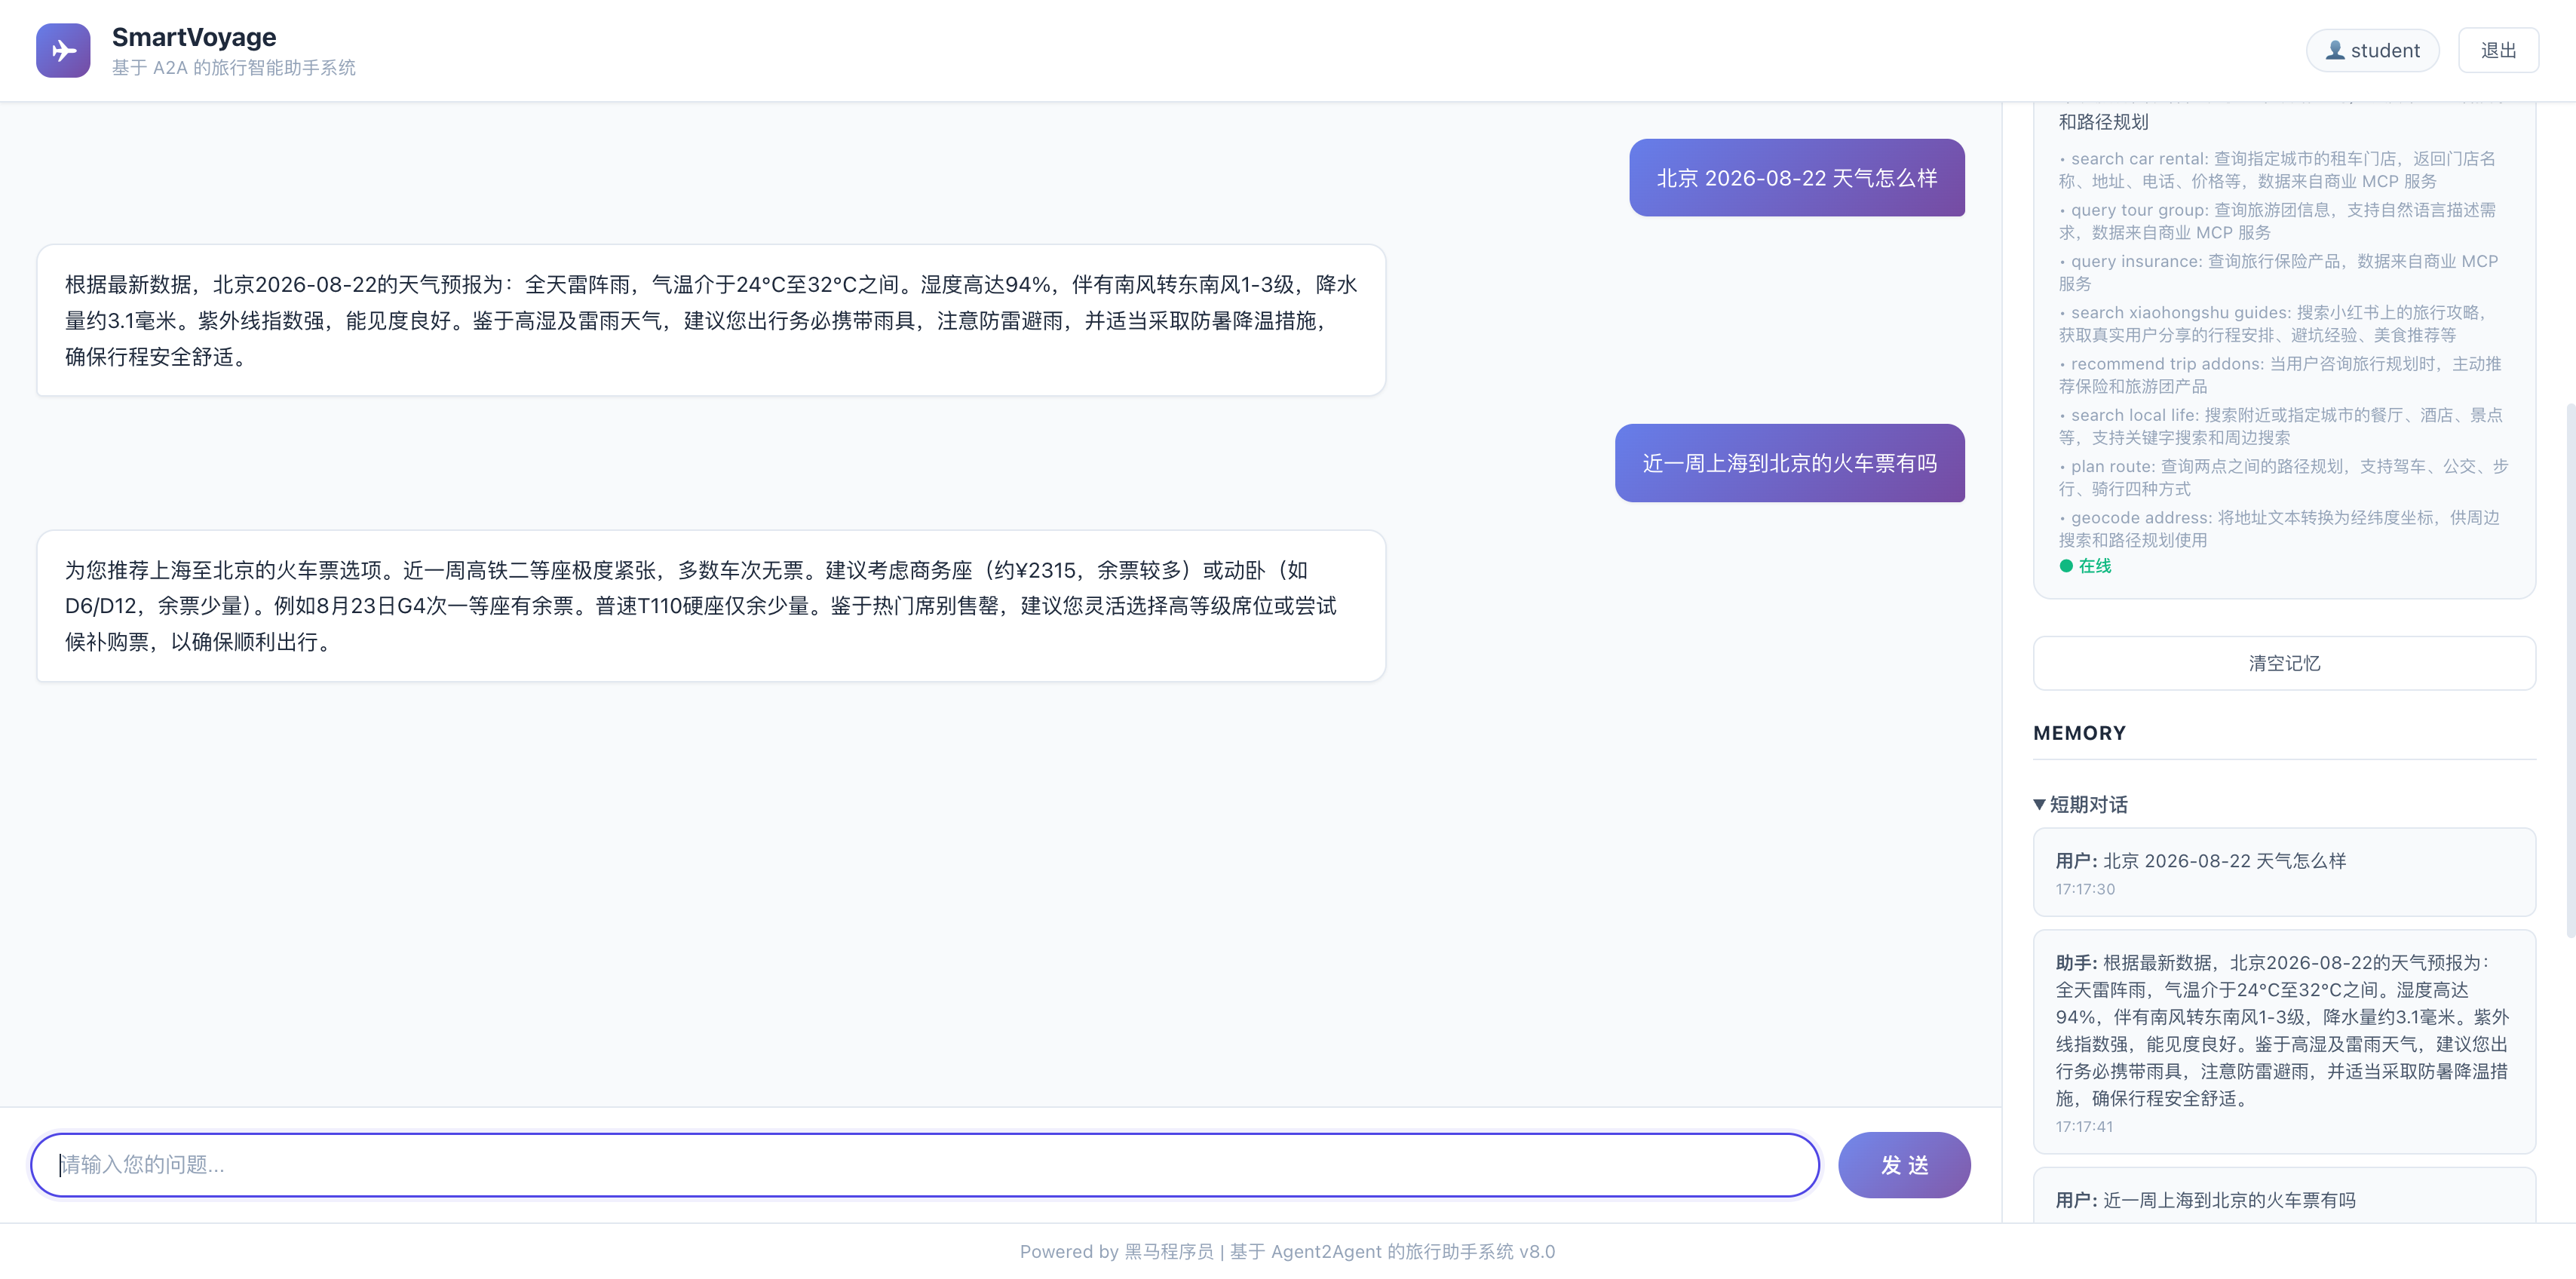 SmartVoyage
基于 A2A 的旅行智能助手系统
student
退出
北京 2026-08-22 天气怎么样
根据最新数据，北京2026-08-22的天气预报为：全天雷阵雨，气温介于24°C至32°C之间。湿度高达94%，伴有南风转东南风1-3级，降水
量约3.1毫米。紫外线指数强，能见度良好。鉴于高湿及雷雨天气，建议您出行务必携带雨具，注意防雷避雨，并适当采取防暑降温措施，
确保行程安全舒适。
近一周上海到北京的火车票有吗
为您推荐上海至北京的火车票选项。近一周高铁二等座极度紧张，多数车次无票。建议考虑商务座（约¥2315，余票较多）或动卧（如
D6/D12，余票少量）。例如8月23日G4次一等座有余票。普速T110硬座仅余少量。鉴于热门席别售罄，建议您灵活选择高等级席位或尝试
候补购票，以确保顺利出行。
请输入您的问题...
发 送
和路径规划
• search car rental: 查询指定城市的租车门店，返回门店名
称、地址、电话、价格等，数据来自商业 MCP 服务
• query tour group: 查询旅游团信息，支持自然语言描述需
求，数据来自商业 MCP 服务
• query insurance: 查询旅行保险产品，数据来自商业 MCP
服务
• search xiaohongshu guides: 搜索小红书上的旅行攻略，
获取真实用户分享的行程安排、避坑经验、美食推荐等
• recommend trip addons: 当用户咨询旅行规划时，主动推
荐保险和旅游团产品
• search local life: 搜索附近或指定城市的餐厅、酒店、景点
等，支持关键字搜索和周边搜索
• plan route: 查询两点之间的路径规划，支持驾车、公交、步
行、骑行四种方式
• geocode address: 将地址文本转换为经纬度坐标，供周边
搜索和路径规划使用
在线
清空记忆
MEMORY
短期对话
用户: 北京 2026-08-22 天气怎么样
17:17:30
助手: 根据最新数据，北京2026-08-22的天气预报为：
全天雷阵雨，气温介于24°C至32°C之间。湿度高达
94%，伴有南风转东南风1-3级，降水量约3.1毫米。紫外
线指数强，能见度良好。鉴于高湿及雷雨天气，建议您出
行务必携带雨具，注意防雷避雨，并适当采取防暑降温措
施，确保行程安全舒适。
17:17:41
用户: 近一周上海到北京的火车票有吗
Powered by 黑马程序员 | 基于 Agent2Agent 的旅行助手系统 v8.0